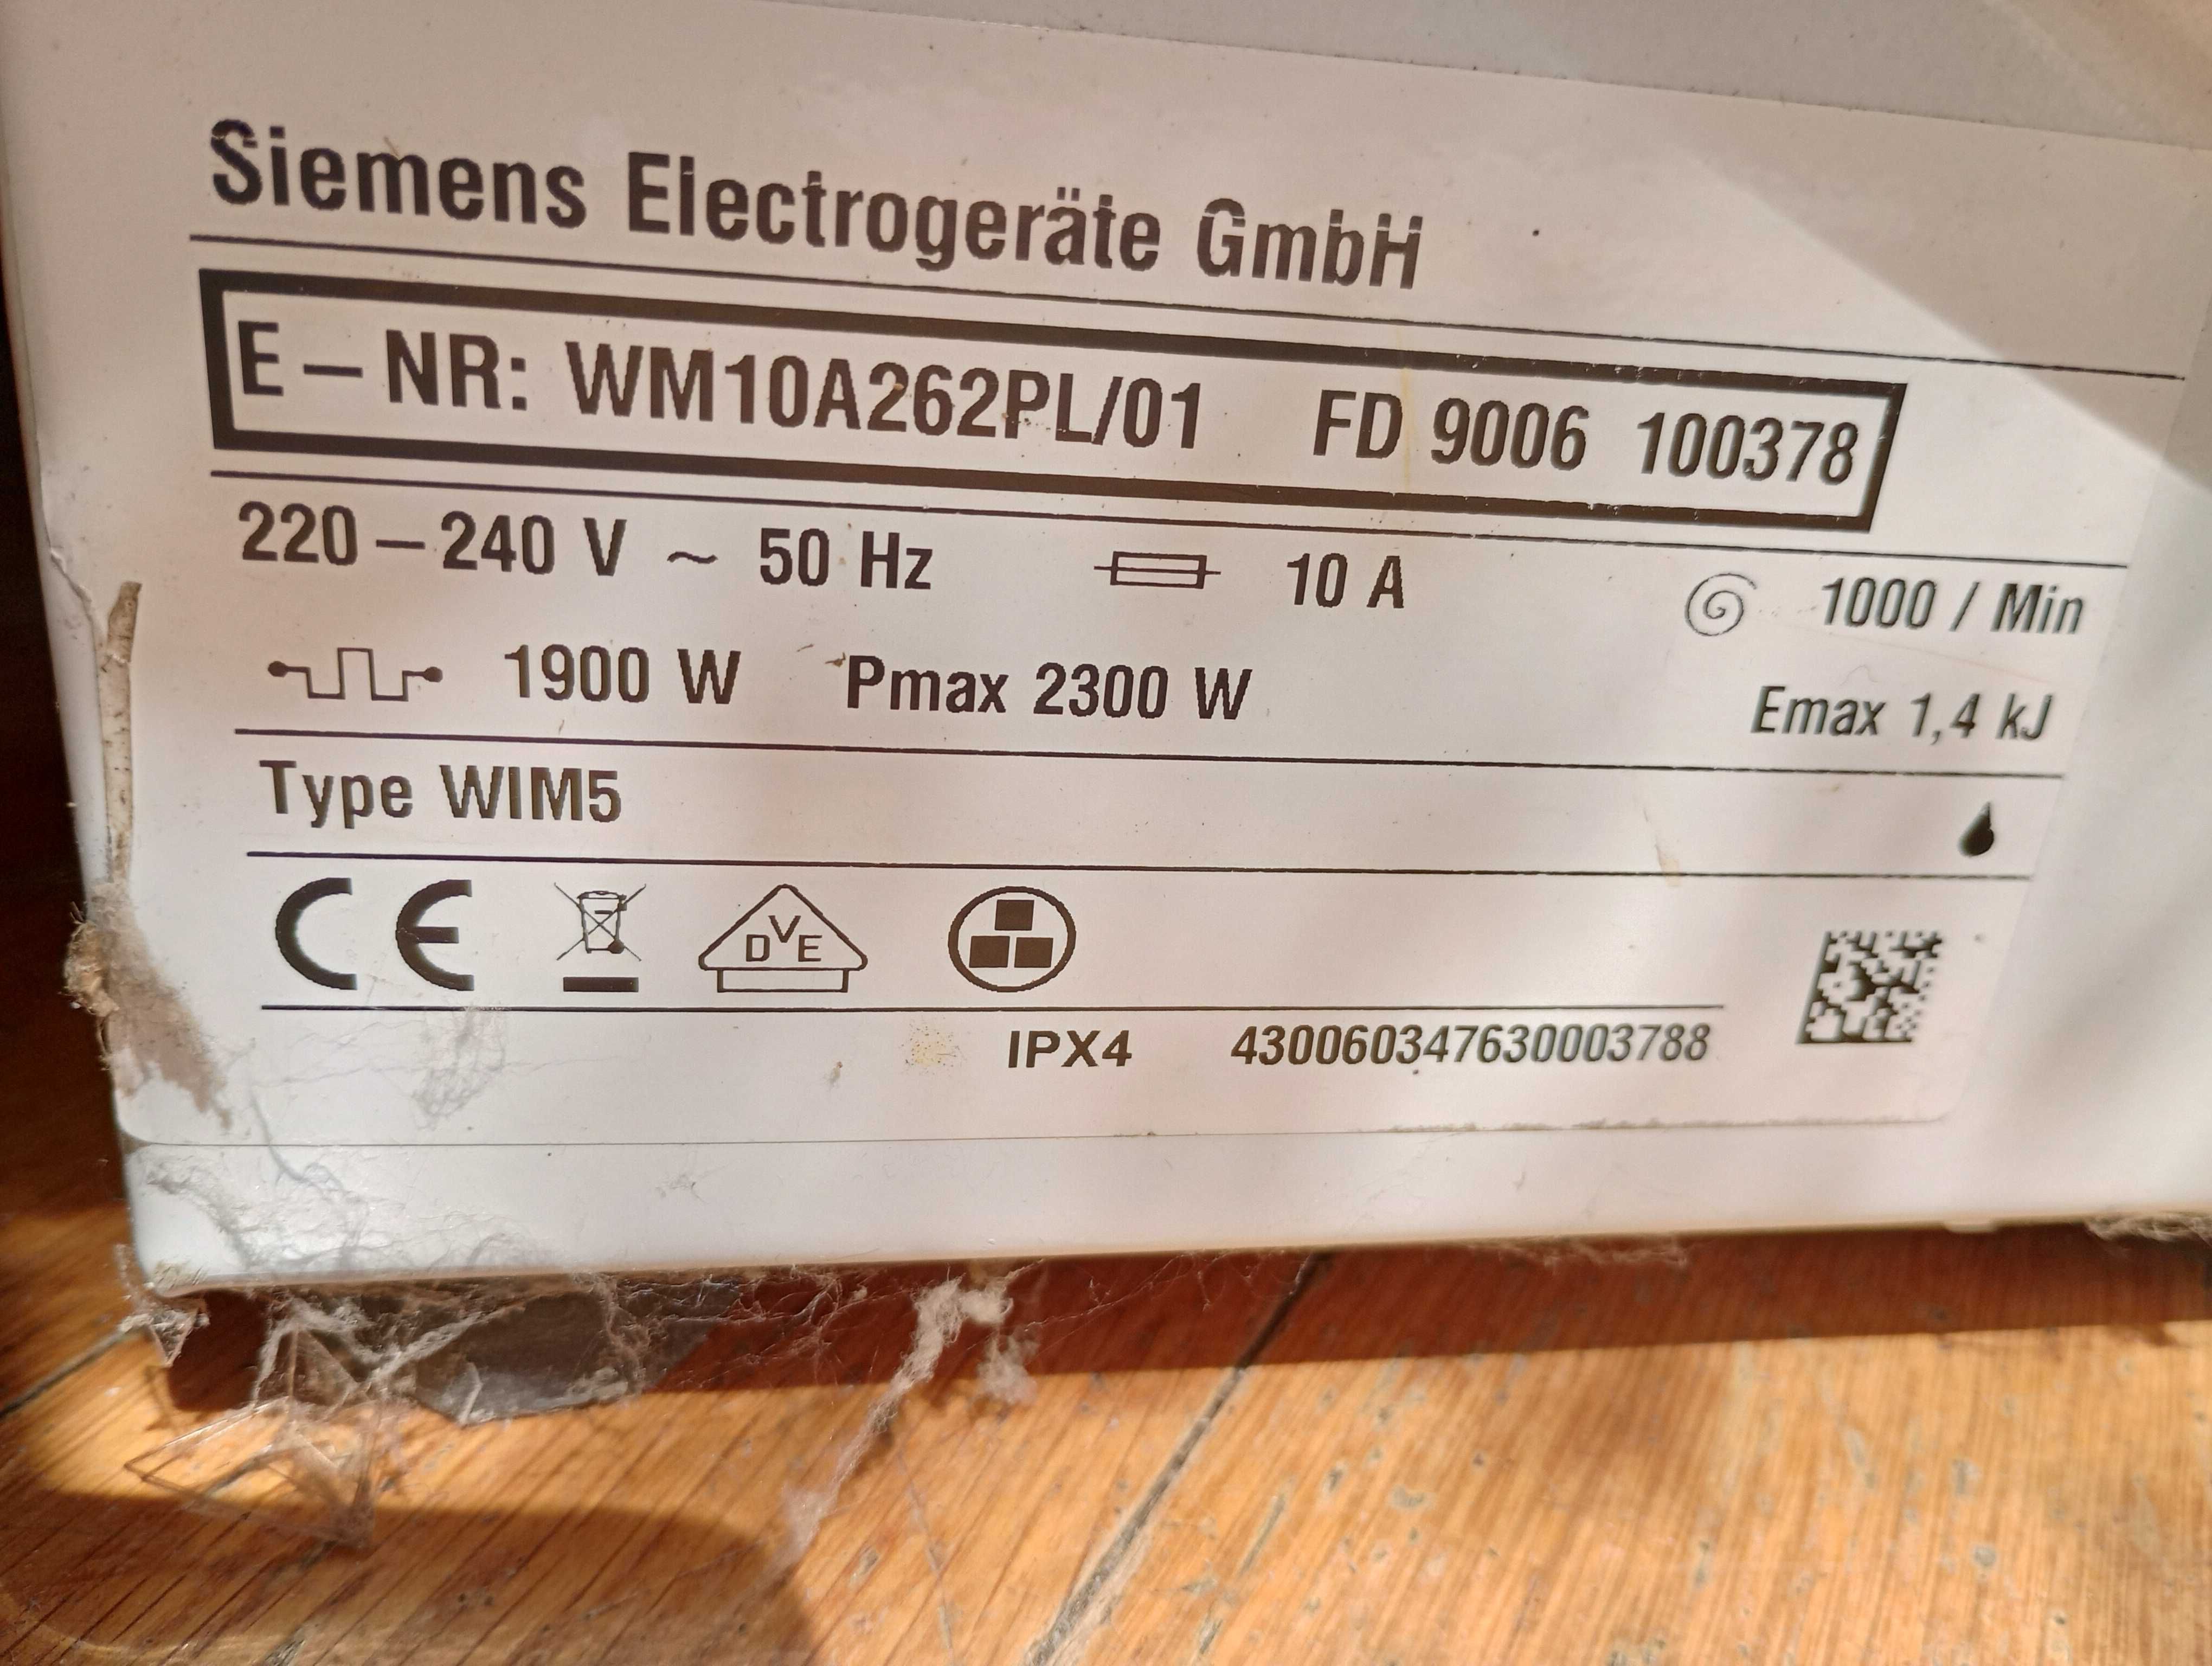 Siemens Electrogeräte GmbH
E – NR: WM10A262PL/01 FD 9006 100378
220 – 240 V ~ 50 Hz 10 A 1000 / Min
1900 W Pmax 2300 W Emax 1,4 kJ
Type WIM5
CE DVE
IPX4 430060347630003788